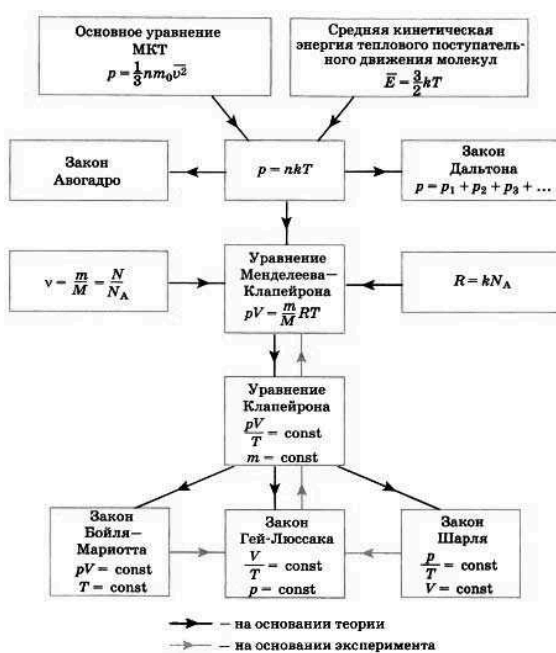 Основное уравнение
МКТ
p = 1/3 nm₀v̅²
Средняя кинетическая
энергия теплового поступатель-
ного движения молекул
E̅ = 3/2 kT
Закон
Авогадро
p = nkT
Закон
Дальтона
p = p₁ + p₂ + p₃ + ...
ν = m/M = N/N_A
Уравнение
Менделеева—
Клапейрона
pV = m/M RT
R = kN_A
Уравнение
Клапейрона
pV/T = const
m = const
Закон
Бойля—
Мариотта
pV = const
T = const
Закон
Гей-Люссака
V/T = const
p = const
Закон
Шарля
p/T = const
V = const
– на основании теории
– на основании эксперимента